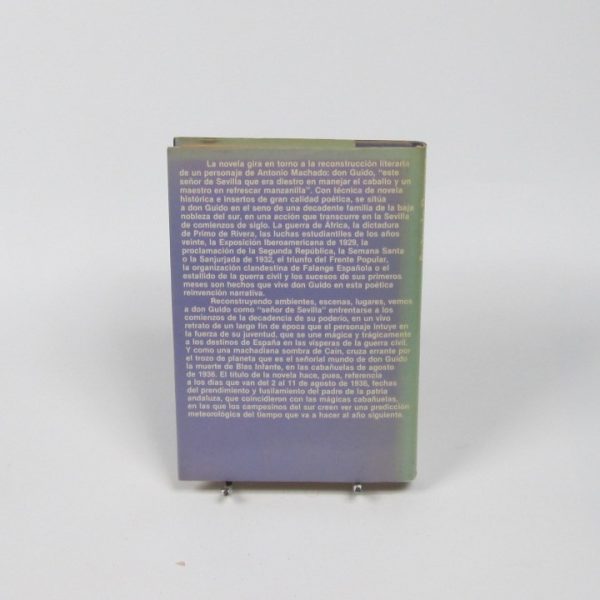 La novela gira en torno a la reconstrucción literaria
de un personaje de Antonio Machado: don Guido, "este
señor de Sevilla que era diestro en manejar el caballo y un
maestro en refrescar manzanilla". Con técnica de novela
histórica e insertos de gran calidad poética, se sitúa
a don Guido en el seno de una decadente familia de la baja
nobleza del sur, en una acción que transcurre en la Sevilla
de comienzos de siglo. La guerra de África, la dictadura
de Primo de Rivera, las luchas estudiantiles de los años
veinte, la Exposición Iberoamericana de 1929, la
proclamación de la Segunda República, la Semana Santa
o la Sanjurjada de 1932, el triunfo del Frente Popular,
la organización clandestina de Falange Española o el
estallido de la guerra civil y los sucesos de sus primeros
meses son hechos que vive don Guido en esta poética
reinvención narrativa.
Reconstruyendo ambientes, escenas, lugares, vemos
a don Guido como "señor de Sevilla" enfrentarse a los
comienzos de la decadencia de su poderío, en un vivo
retrato de un largo fin de época que el personaje intuye en
la fuerza de su juventud, que se une mágica y trágicamente
a los destinos de España en las vísperas de la guerra civil.
Y como una machadiana sombra de Caín, cruza errante por
el trozo de planeta que es el señorial mundo de don Guido
la muerte de Blas Infante, en las cabañuelas de agosto
de 1936. El título de la novela hace, pues, referencia
a los días que van del 2 al 11 de agosto de 1936, fechas
del prendimiento y fusilamiento del padre de la patria
andaluza, que coincidieron con las mágicas cabañuelas,
en las que los campesinos del sur creen ver una predicción
meteorológica del tiempo que va a hacer al año siguiente.